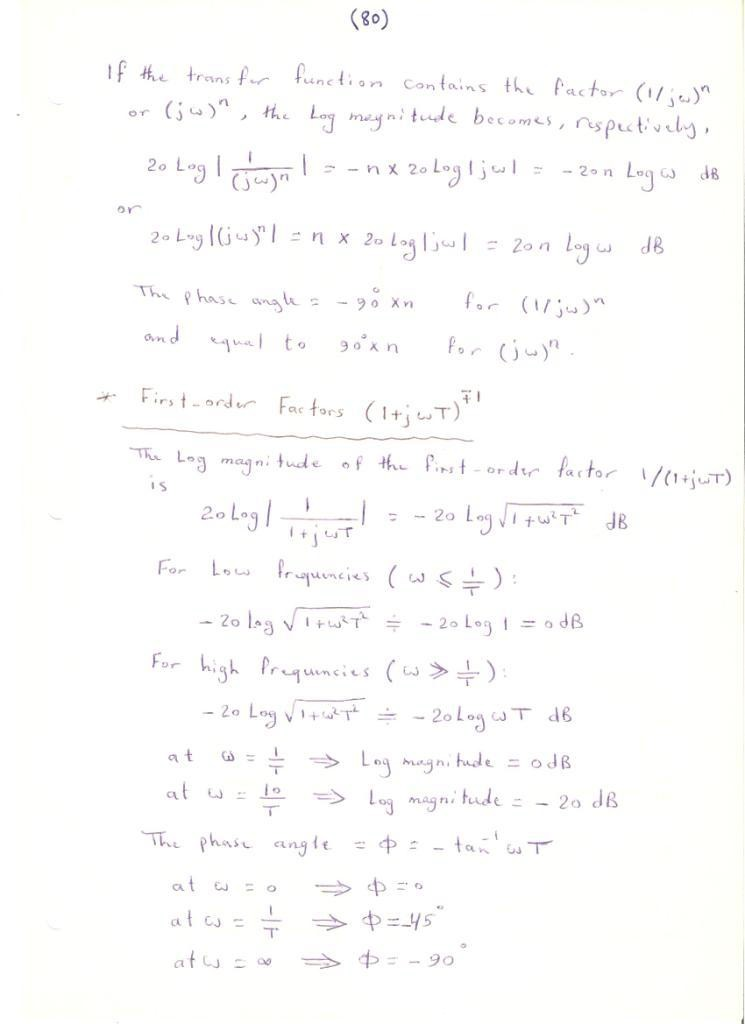 (80)
If the transfer function contains the factor (1/jω)ⁿ
or (jω)ⁿ, the Log magnitude becomes, respectively,
20 Log | 1/(jω)ⁿ | = - n x 20 Log |jω| = - 20n Log ω dB
or
20 Log |(jω)ⁿ| = n x 20 Log |jω| = 20n Log ω dB
The phase angle = - 90° xn for (1/jω)ⁿ
and equal to 90° x n for (jω)ⁿ.
* First-order Factors (1+jωT)^∓1
The Log magnitude of the first-order factor 1/(1+jωT)
is
20 Log | 1/(1+jωT) | = - 20 Log √(1+ω²T²) dB
For Low frequencies (ω ≤ 1/T):
- 20 log √(1+ω²T²) ≑ - 20 Log 1 = 0 dB
For high frequencies (ω ≫ 1/T):
- 20 Log √(1+ω²T²) ≑ - 20 Log ωT dB
at ω = 1/T ⇒ Log magnitude = 0 dB
at ω = 10/T ⇒ Log magnitude = - 20 dB
The phase angle = φ = - tan⁻¹ ωT
at ω = 0 ⇒ φ = 0
at ω = 1/T ⇒ φ = -45°
at ω = ∞ ⇒ φ = - 90°